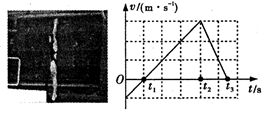 v/(m·s⁻¹)
O
t₁
t₂
t₃
t/s